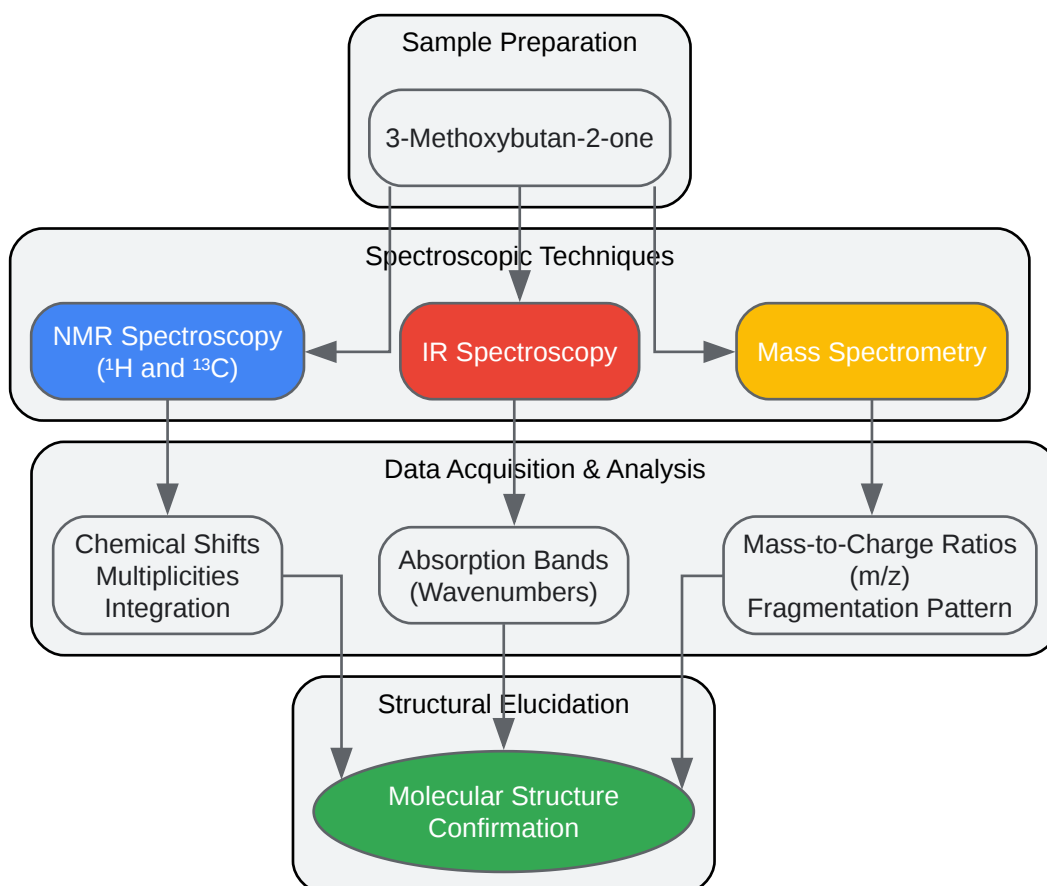 Sample Preparation
3-Methoxybutan-2-one
Spectroscopic Techniques
NMR Spectroscopy
(¹H and ¹³C)
IR Spectroscopy
Mass Spectrometry
Data Acquisition & Analysis
Chemical Shifts
Multiplicities
Integration
Absorption Bands
(Wavenumbers)
Mass-to-Charge Ratios
(m/z)
Fragmentation Pattern
Structural Elucidation
Molecular Structure
Confirmation